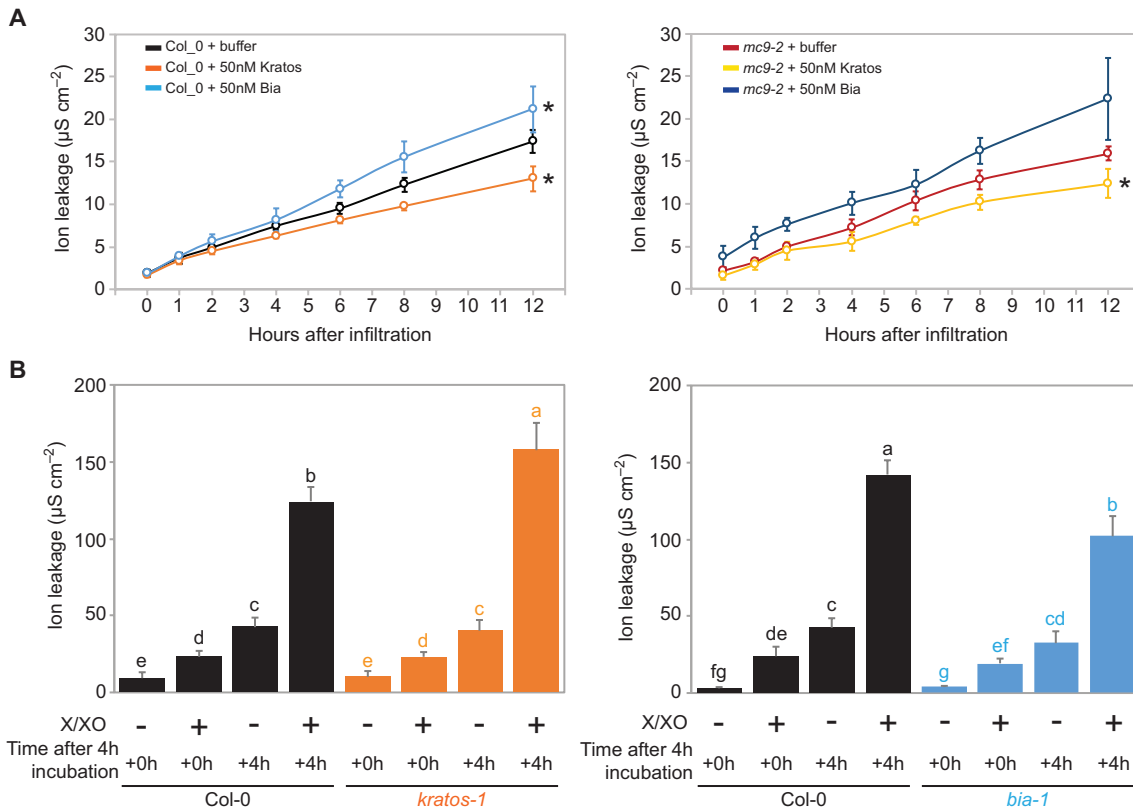 A
Ion leakage (µS cm⁻²)
30
25
20
15
10
5
0
Col_0 + buffer
Col_0 + 50nM Kratos
Col_0 + 50nM Bia
*
*
0 1 2 3 4 5 6 7 8 9 10 11 12
Hours after infiltration
Ion leakage (µS cm⁻²)
30
25
20
15
10
5
0
mc9-2 + buffer
mc9-2 + 50nM Kratos
mc9-2 + 50nM Bia
*
0 1 2 3 4 5 6 7 8 9 10 11 12
Hours after infiltration
B
Ion leakage (µS cm⁻²)
200
150
100
50
0
e d c b e d c a
X/XO - + - + - + - +
Time after 4h
incubation
+0h +0h +4h +4h +0h +0h +4h +4h
Col-0 kratos-1
Ion leakage (µS cm⁻²)
200
150
100
50
0
fg de c a g ef cd b
- + - + - + - +
+0h +0h +4h +4h +0h +0h +4h +4h
Col-0 bia-1